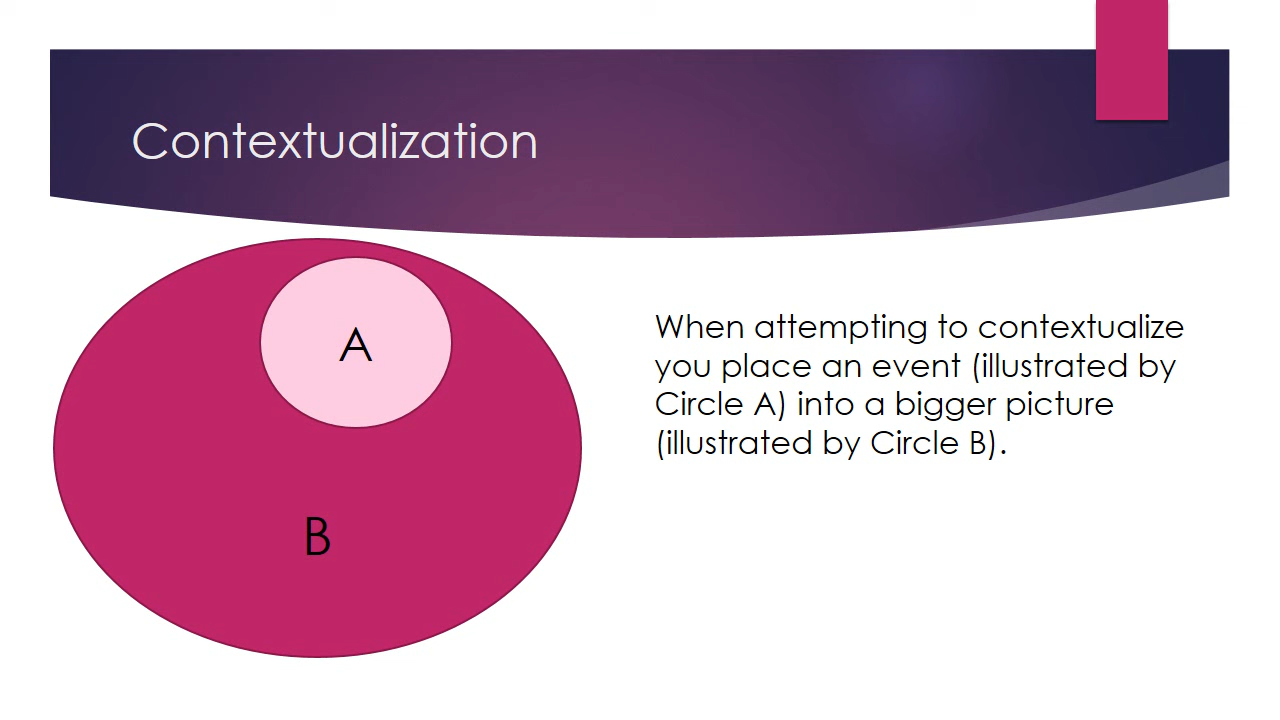 Contextualization
A
B
When attempting to contextualize
you place an event (illustrated by
Circle A) into a bigger picture
(illustrated by Circle B).